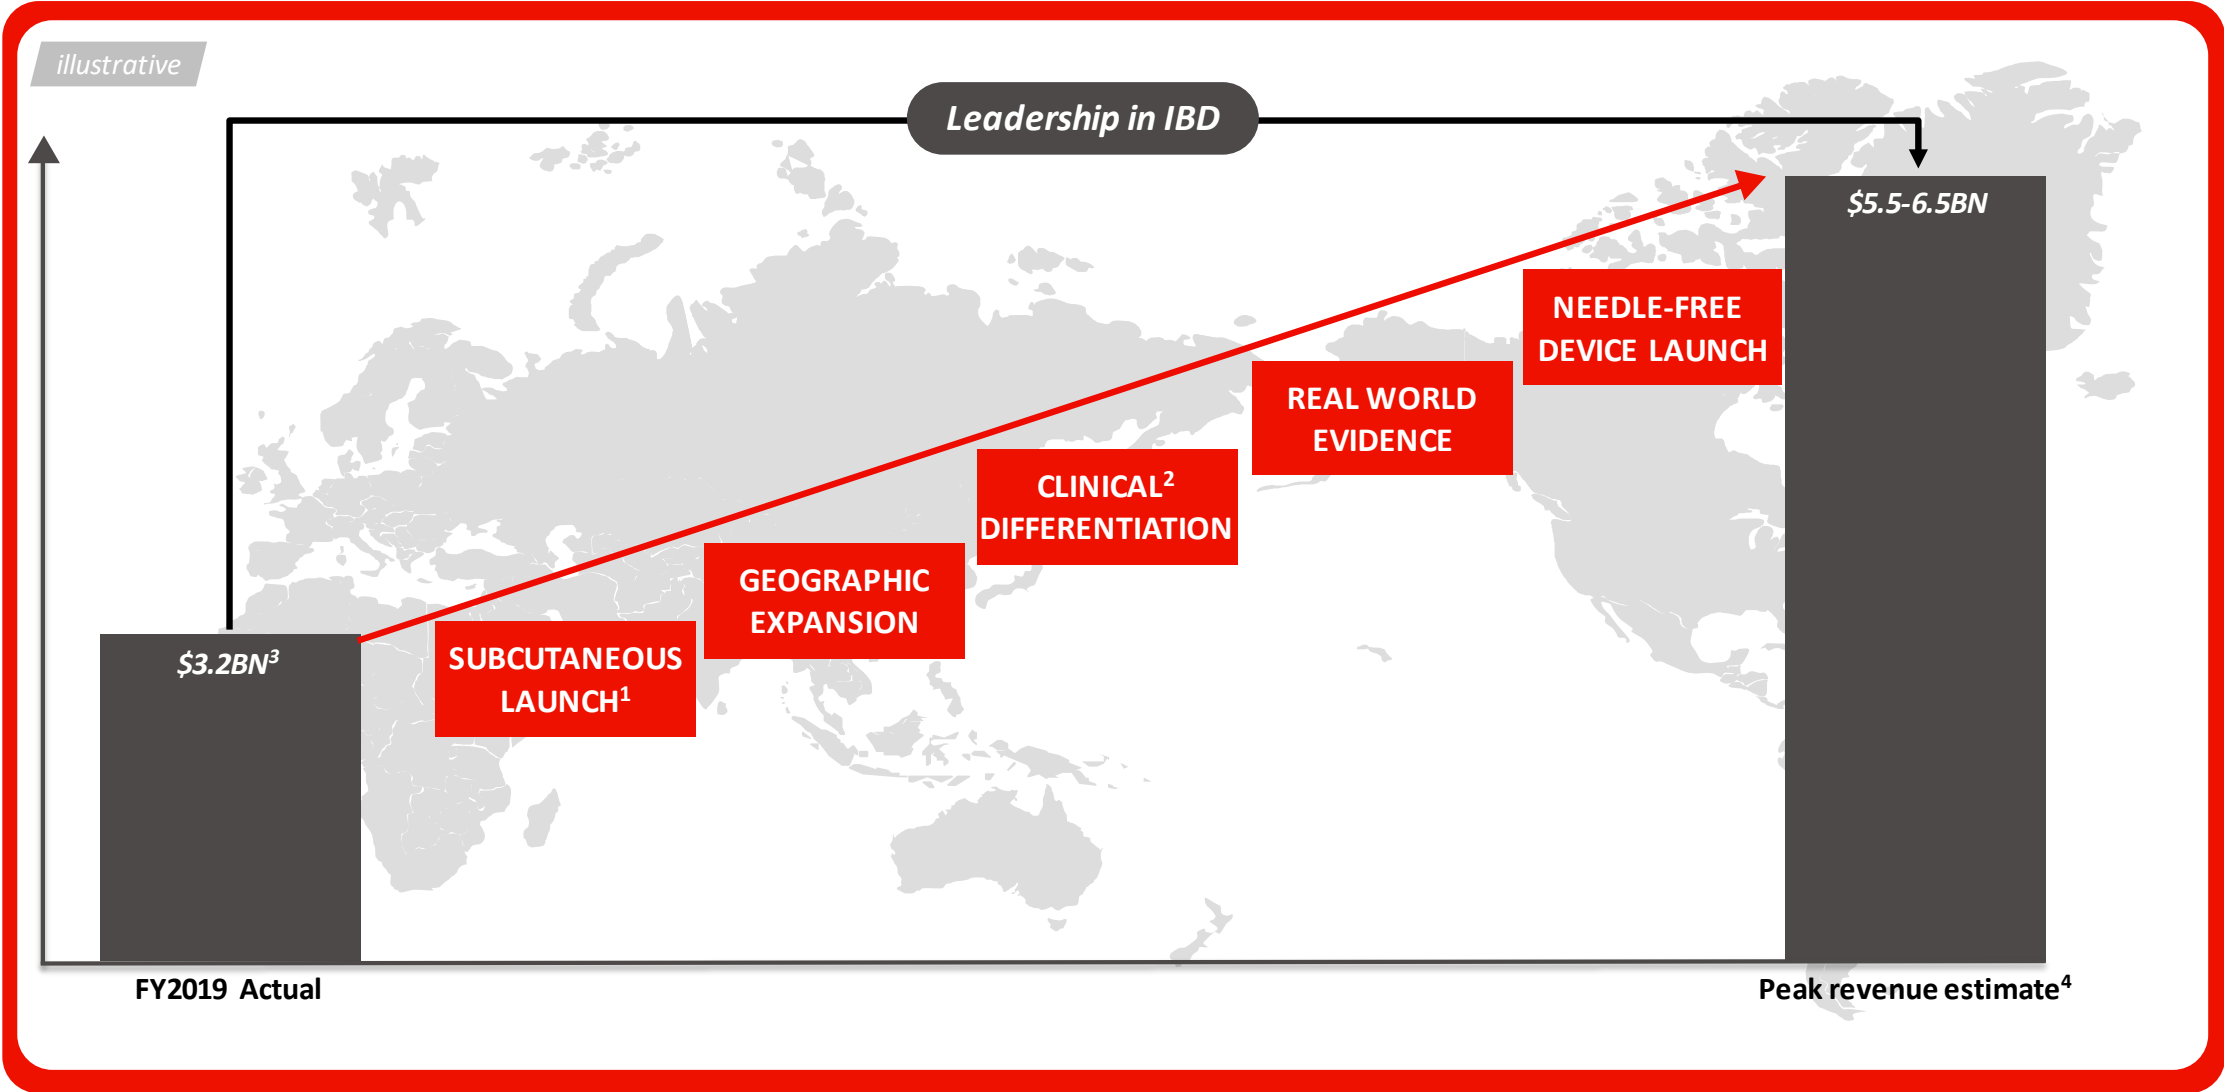 illustrative
Leadership in IBD
$5.5-6.5BN
NEEDLE-FREE
DEVICE LAUNCH
REAL WORLD
EVIDENCE
CLINICAL²
DIFFERENTIATION
GEOGRAPHIC
EXPANSION
SUBCUTANEOUS
LAUNCH¹
$3.2BN³
FY2019 Actual
Peak revenue estimate⁴